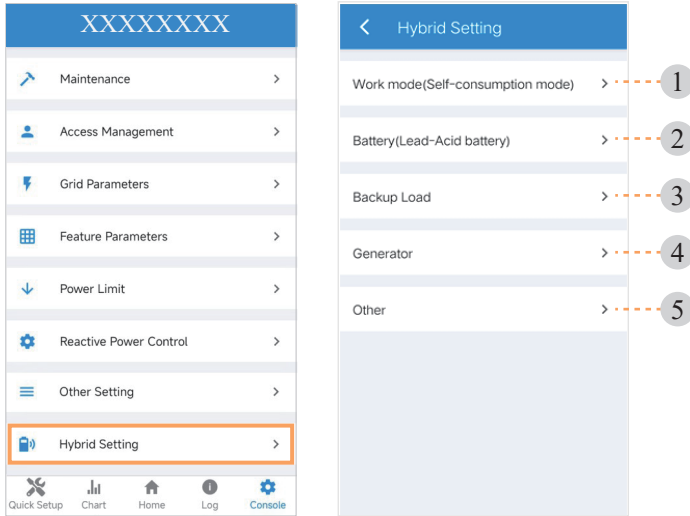 XXXXXXXX
Maintenance
Access Management
Grid Parameters
Feature Parameters
Power Limit
Reactive Power Control
Other Setting
Hybrid Setting
Quick Setup
Chart
Home
Log
Console
Hybrid Setting
Work mode(Self-consumption mode)
1
Battery(Lead-Acid battery)
2
Backup Load
3
Generator
4
Other
5